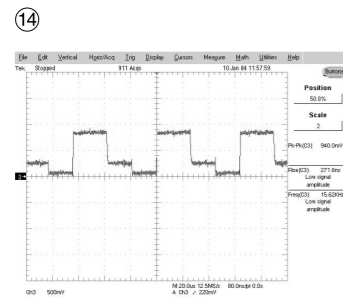 14
File Edit Vertical Horiz/Acq Trig Display Cursors Measure Math Utilities Help
Tek Stopped 811 Acqs 10 Jan 04 11:57:59
Buttons
Position
50.0%
Scale
2
Pk-Pk(C3) 940.0mV
Rise(C3) 271.6ns
Low signal
amplitude
Freq(C3) 15.62KHz
Low signal
amplitude
3
Ch3 500mV
M 20.0us 12.5MS/s 80.0ns/pt 0.0s
A Ch3 220mV